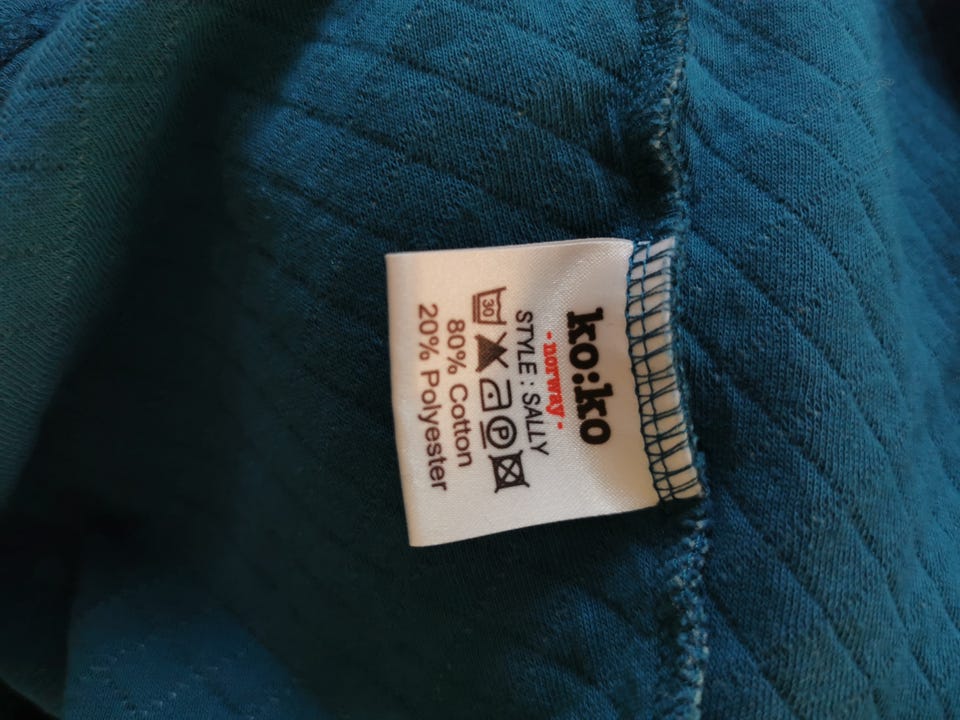 ko:ko
- norway -
STYLE : SALLY
30 P
80% Cotton
20% Polyester